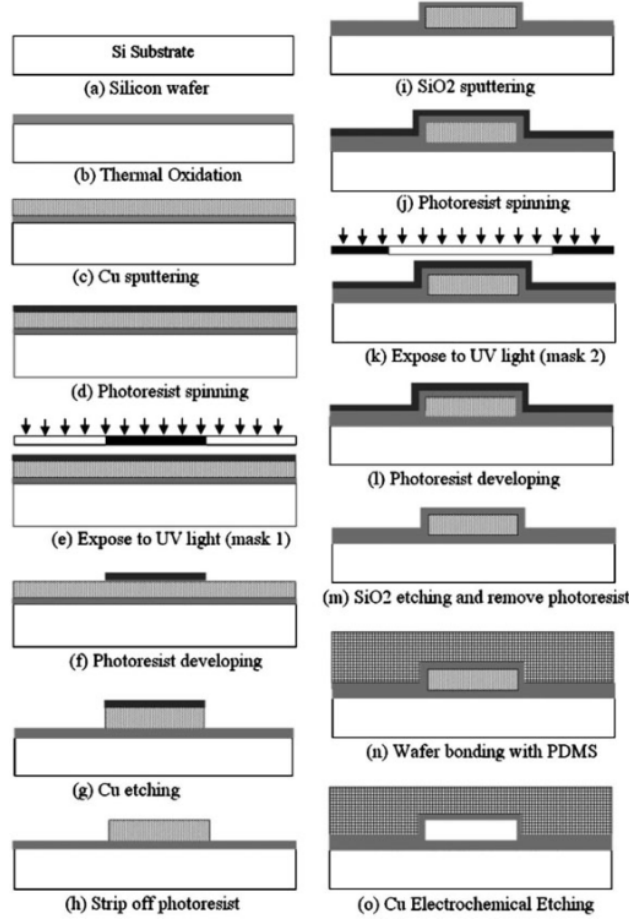 Si Substrate
(a) Silicon wafer
(b) Thermal Oxidation
(c) Cu sputtering
(d) Photoresist spinning
(e) Expose to UV light (mask 1)
(f) Photoresist developing
(g) Cu etching
(h) Strip off photoresist
(i) SiO2 sputtering
(j) Photoresist spinning
(k) Expose to UV light (mask 2)
(l) Photoresist developing
(m) SiO2 etching and remove photoresist
(n) Wafer bonding with PDMS
(o) Cu Electrochemical Etching